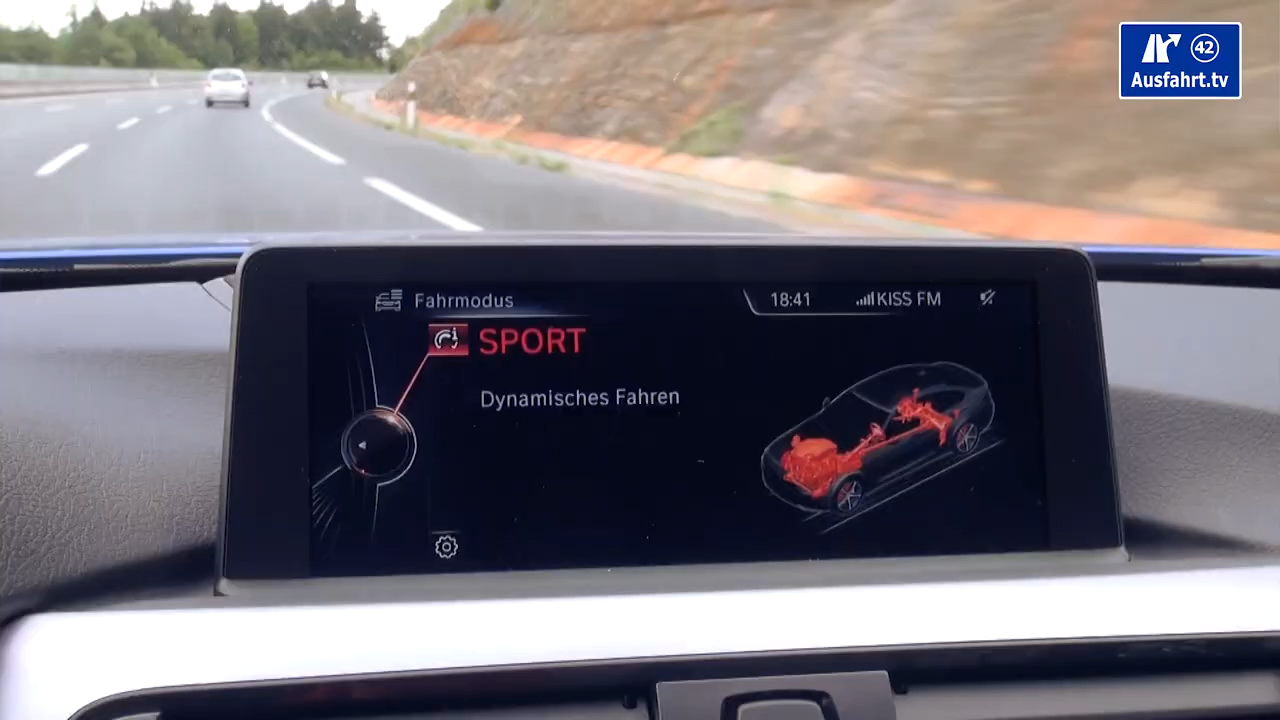 42
Ausfahrt.tv
Fahrmodus
18:41
KISS FM
SPORT
Dynamisches Fahren